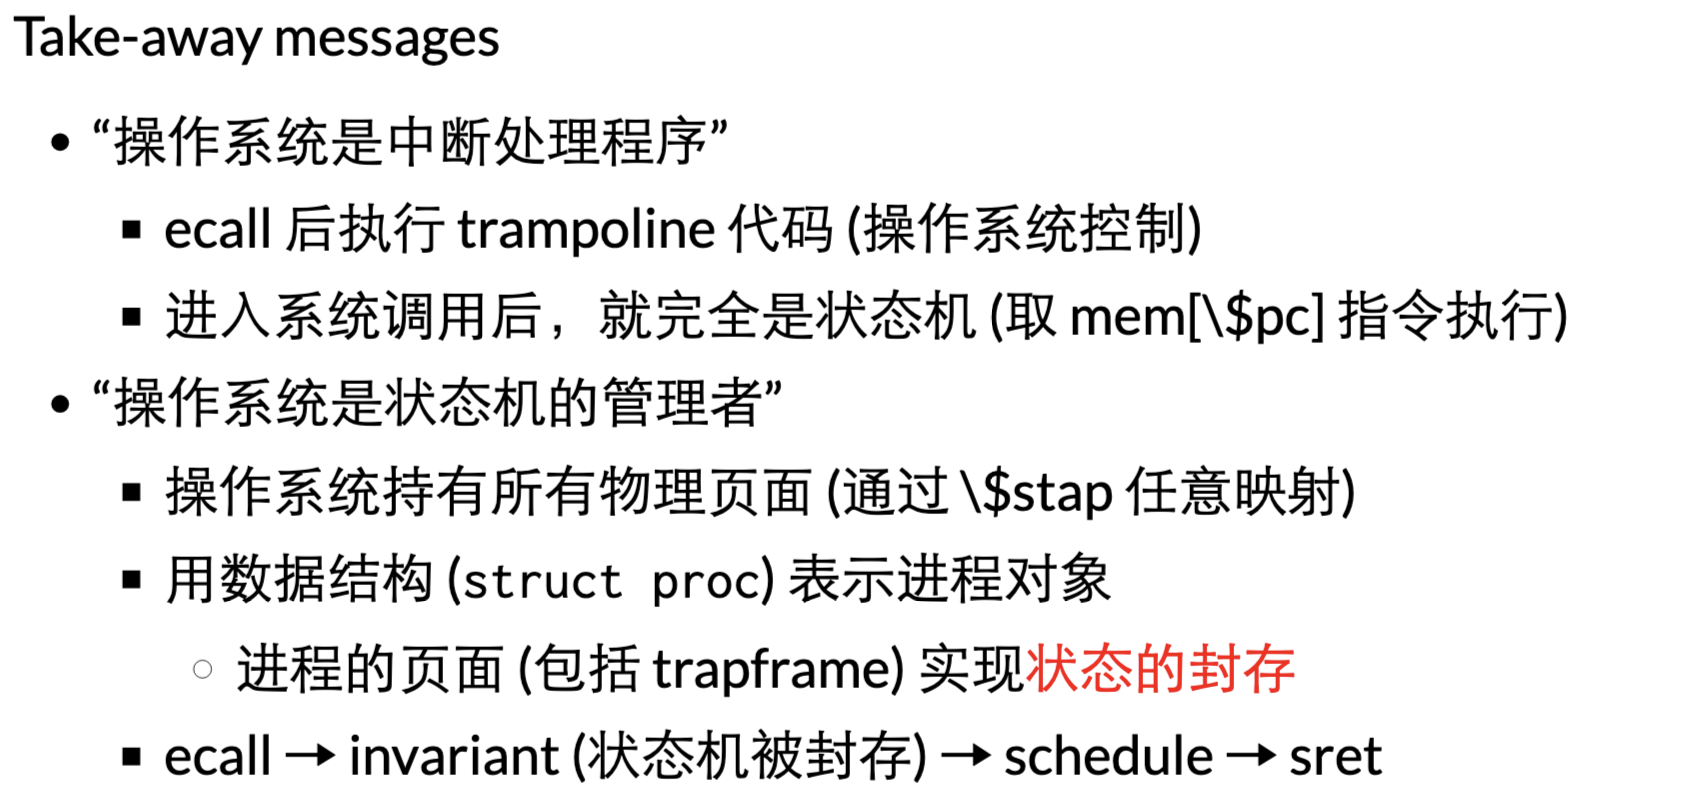 Take-away messages
• “操作系统是中断处理程序”
▪ ecall 后执行 trampoline 代码 (操作系统控制)
▪ 进入系统调用后，就完全是状态机 (取 mem[\$pc] 指令执行)
• “操作系统是状态机的管理者”
▪ 操作系统持有所有物理页面 (通过 \$stap 任意映射)
▪ 用数据结构 (struct proc) 表示进程对象
◦ 进程的页面 (包括 trapframe) 实现状态的封存
▪ ecall → invariant (状态机被封存) → schedule → sret